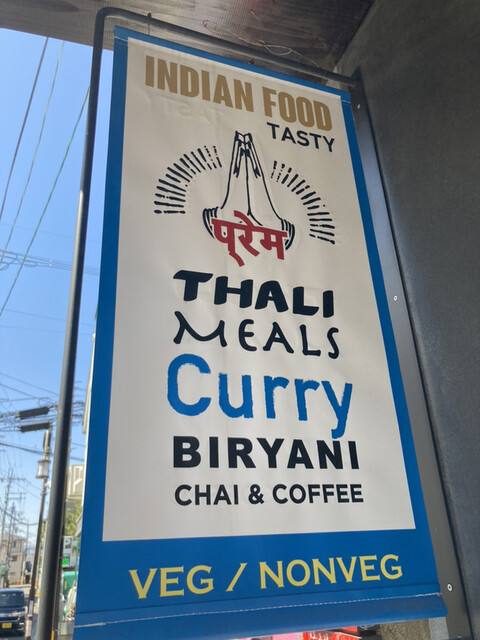 INDIAN FOOD
TASTY
प्‌रेम
THALI
MEALS
Curry
BIRYANI
CHAI & COFFEE
VEG / NONVEG